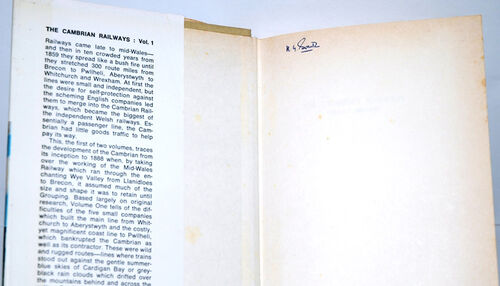 THE CAMBRIAN RAILWAYS : Vol. 1
Railways came late to mid-Wales—
and then in ten crowded years from
1859 they spread like a bush fire until
they stretched 300 route miles from
Brecon to Pwllheli, Aberystwyth to
Whitchurch and Wrexham. At first the
lines were small and independent, but
the desire for self-protection against
the scheming English companies led
them to merge into the Cambrian Rail-
ways, which became the biggest of
the independent Welsh railways. Es-
sentially a passenger line, the Cam-
brian had little goods traffic to help
pay its way.
This, the first of two volumes, traces
the development of the Cambrian from
its inception to 1888 when, by taking
over the working of the Mid-Wales
Railway which ran through the en-
chanting Wye Valley from Llanidloes
to Brecon, it assumed much of the
size and shape it was to retain until
Grouping. Based largely on original
research, Volume One tells of the dif-
ficulties of the five small companies
which built the main line from Whit-
church to Aberystwyth and the costly,
yet magnificent coast line to Pwllheli,
which bankrupted the Cambrian as
well as its contractor. These were wild
and rugged routes—lines where trains
stood out against the gentle summer-
blue skies of Cardigan Bay or grey-
black rain clouds which drifted over
the mountains behind and across the